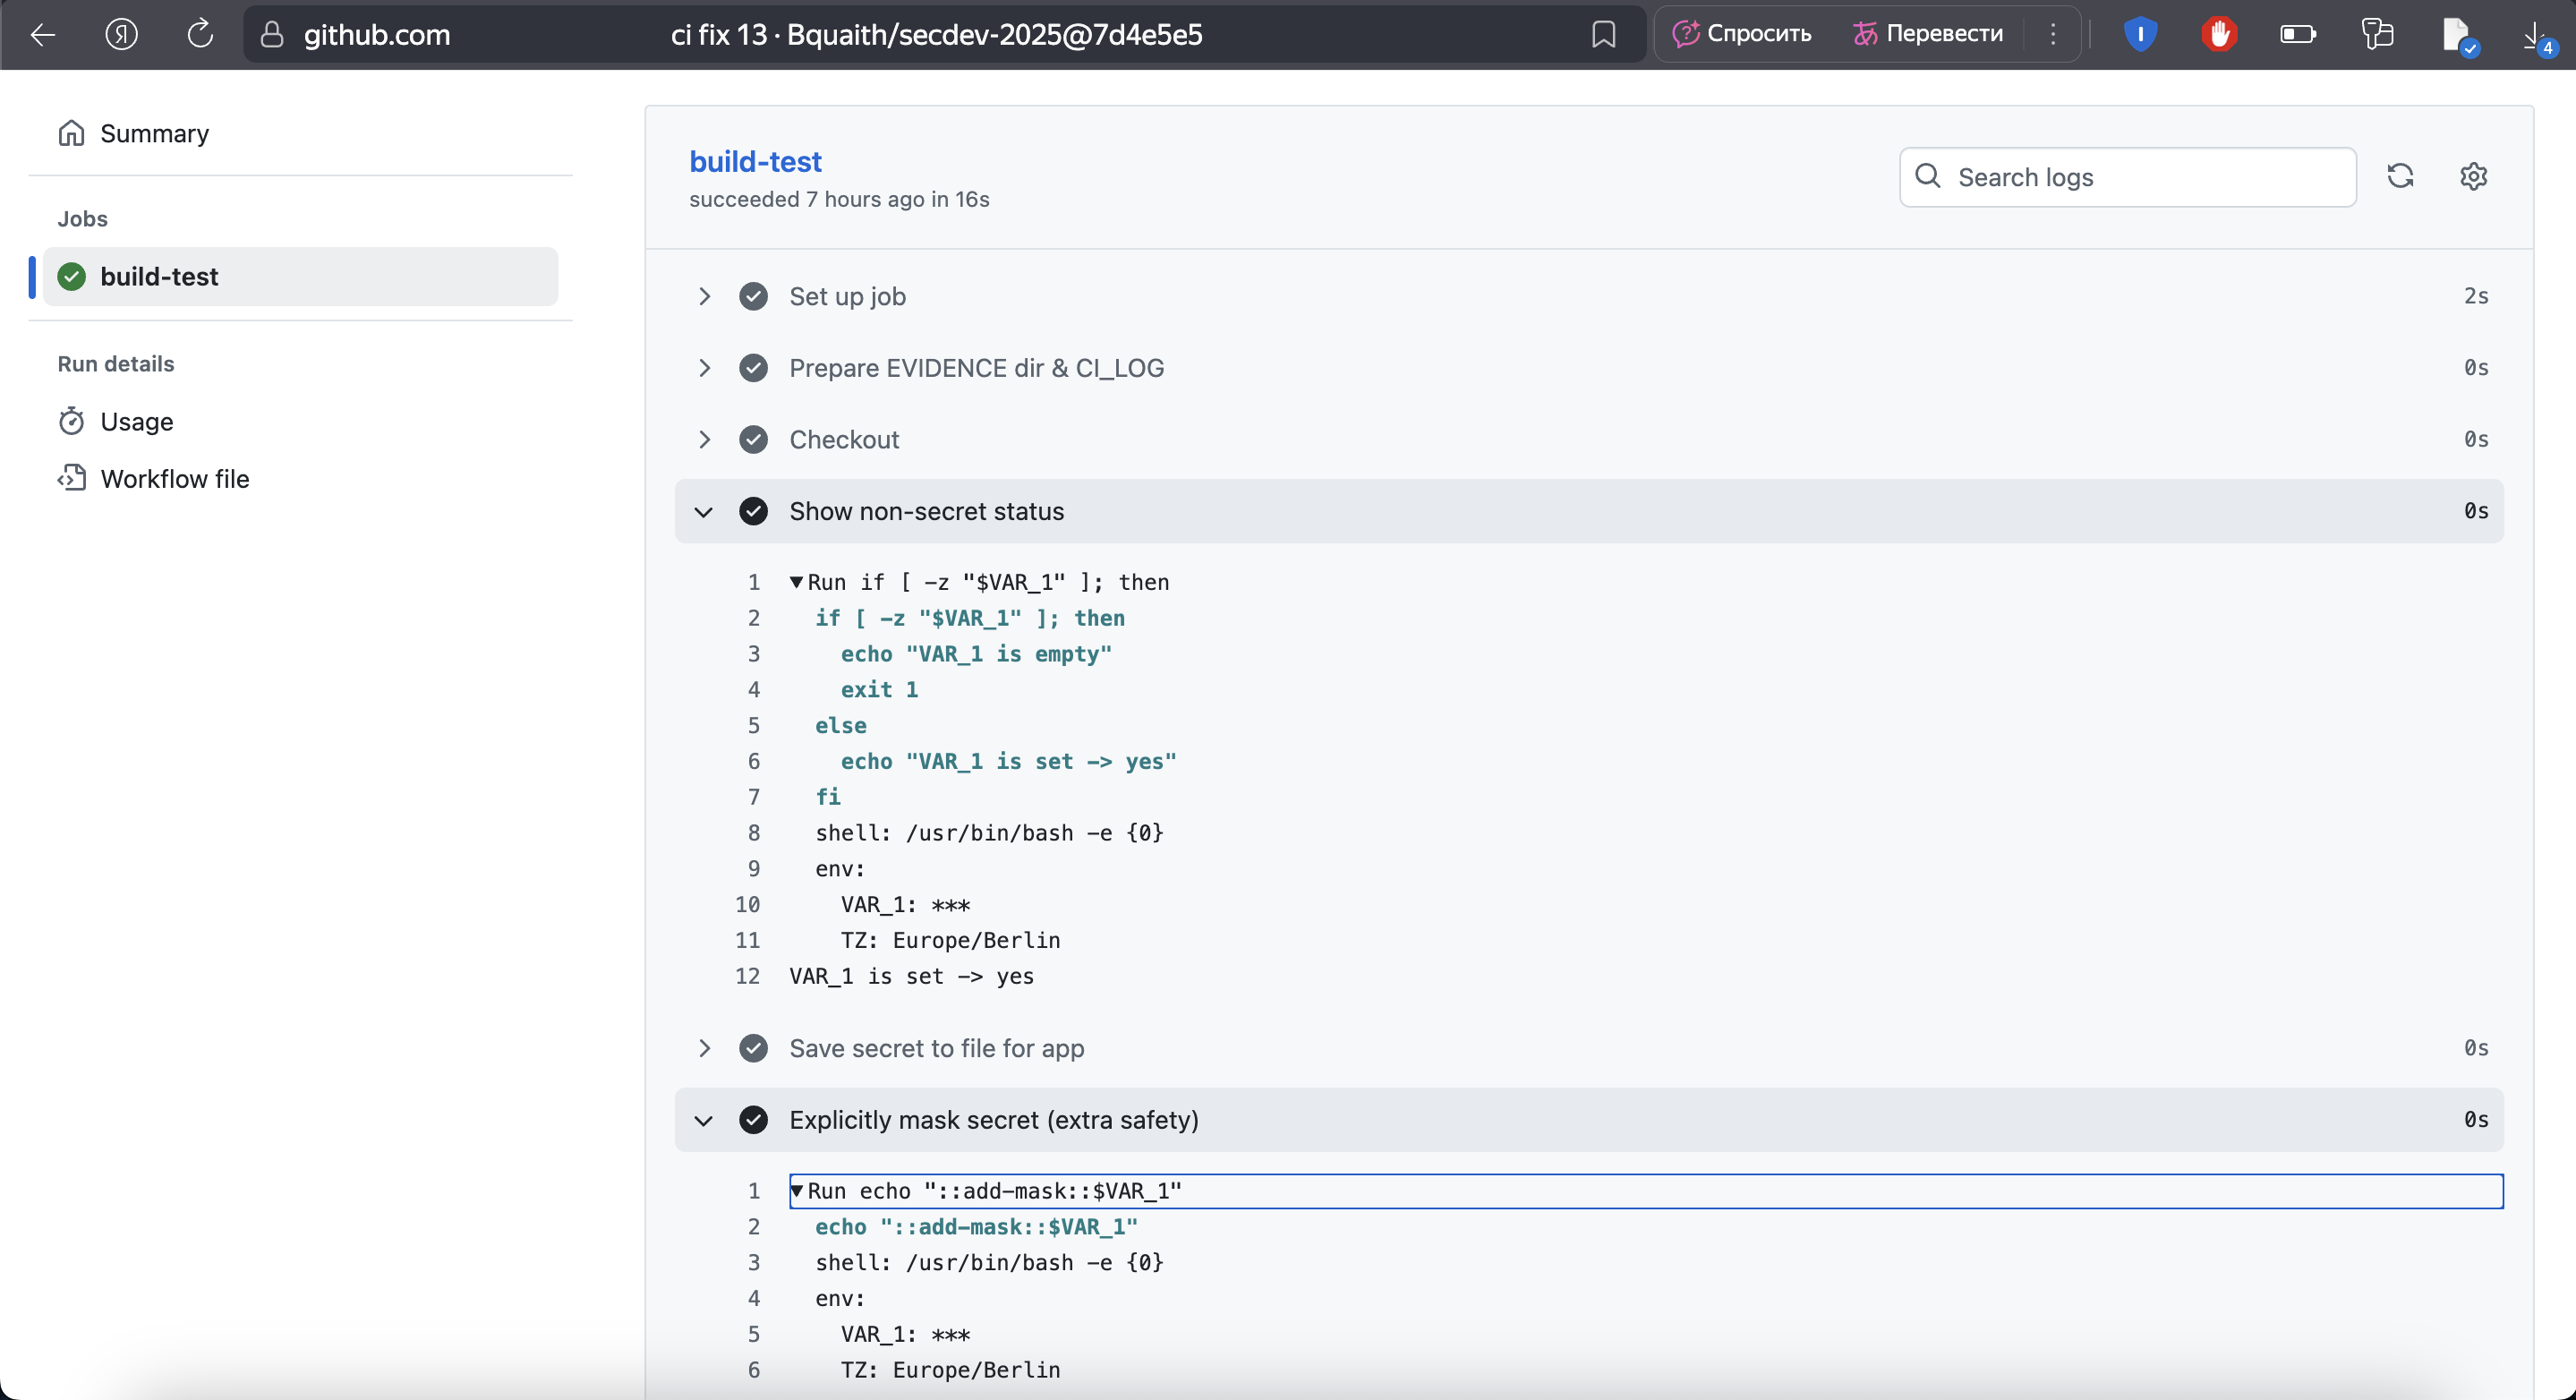 github.com
ci fix 13 · Bquaith/secdev-2025@7d4e5e5
Спросить
Перевести
4
Summary
Jobs
build-test
Run details
Usage
Workflow file
build-test
succeeded 7 hours ago in 16s
Search logs
Set up job 2s
Prepare EVIDENCE dir & CI_LOG 0s
Checkout 0s
Show non-secret status 0s
1 ▼Run if [ -z "$VAR_1" ]; then
2 if [ -z "$VAR_1" ]; then
3 echo "VAR_1 is empty"
4 exit 1
5 else
6 echo "VAR_1 is set -> yes"
7 fi
8 shell: /usr/bin/bash -e {0}
9 env:
10 VAR_1: ***
11 TZ: Europe/Berlin
12 VAR_1 is set -> yes
Save secret to file for app 0s
Explicitly mask secret (extra safety) 0s
1 ▼Run echo "::add-mask::$VAR_1"
2 echo "::add-mask::$VAR_1"
3 shell: /usr/bin/bash -e {0}
4 env:
5 VAR_1: ***
6 TZ: Europe/Berlin